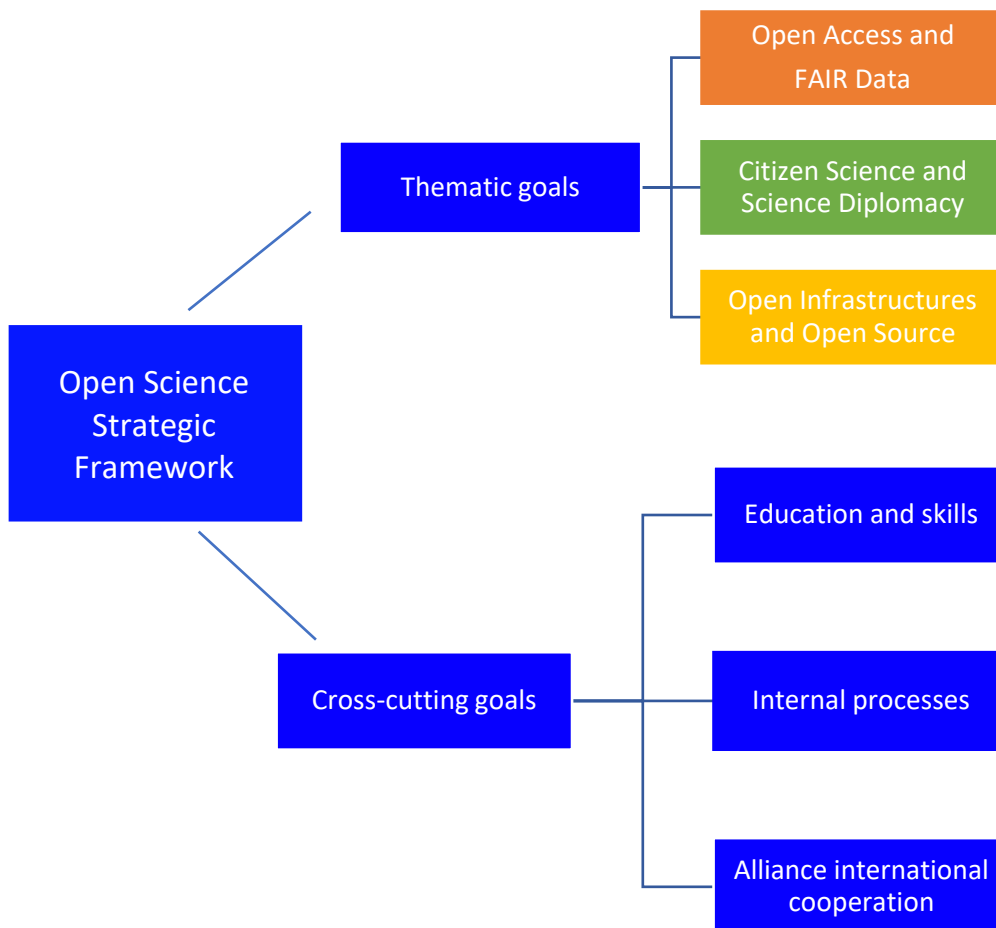 Open Access and
FAIR Data
Thematic goals
Citizen Science and
Science Diplomacy
Open Infrastructures
and Open Source
Open Science
Strategic
Framework
Education and skills
Cross-cutting goals
Internal processes
Alliance international
cooperation